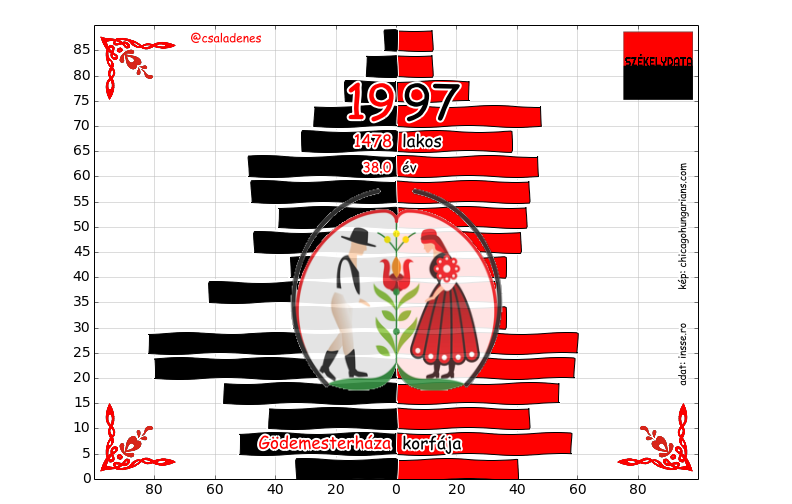 @csaladenes
SZÉKELYDATA
1997
1478 lakos
38.0 év
kép: chicagohungarians.com
adat: insse.ro
Gödemesterháza korfája
85
80
75
70
65
60
55
50
45
40
35
30
25
20
15
10
5
0
80 60 40 20 0 20 40 60 80